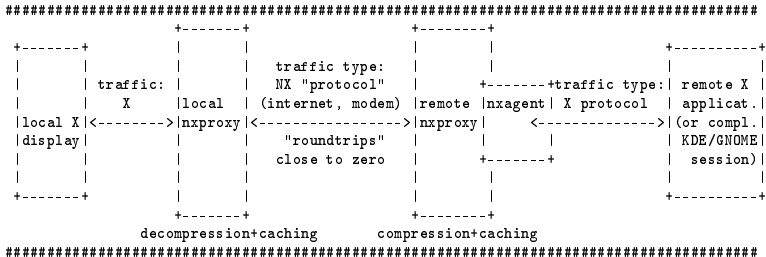 ##############################################################################################
+-------+ +-------+
+-------+ | | | | +---------+
| | | | traffic type: | | | |
| | traffic: | | NX "protocol" | +-------+traffic type:| remote X |
| | X |local | (internet, modem) |remote |nxagent| X protocol | applicat. |
|local X |<-------->|nxproxy|<------------------>|nxproxy| <---------------->|(or compl.|
|display| | | "roundtrips" | | | | KDE/GNOME|
| | | | close to zero | +-------+ | session)|
| | | | | | | |
+-------+ | | | | +---------+
+-------+ +-------+
decompression+caching compression+caching
##############################################################################################